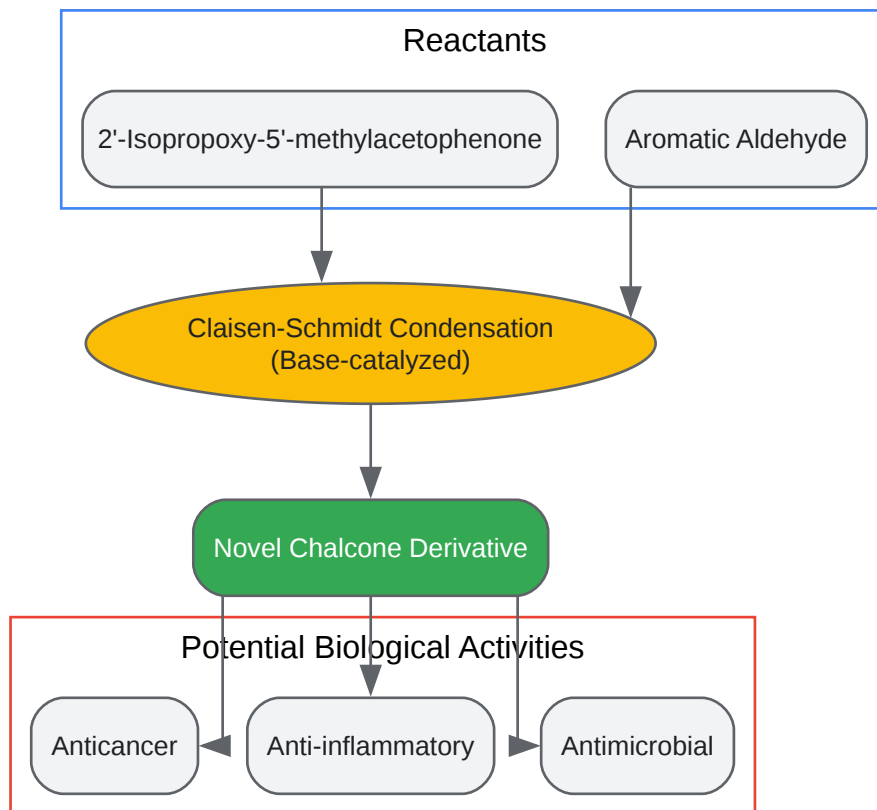 Reactants
2'-Isopropoxy-5'-methylacetophenone
Aromatic Aldehyde
Claisen-Schmidt Condensation
(Base-catalyzed)
Novel Chalcone Derivative
Potential Biological Activities
Anticancer
Anti-inflammatory
Antimicrobial